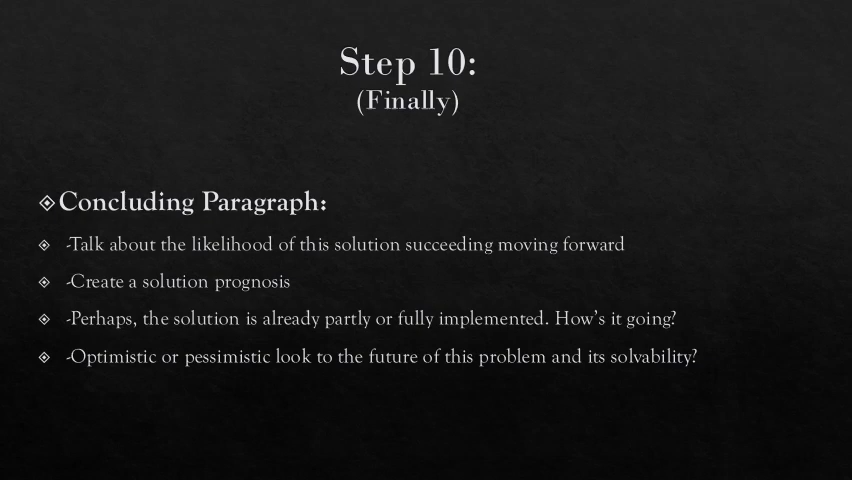 Step 10:
(Finally)
Concluding Paragraph:
-Talk about the likelihood of this solution succeeding moving forward
-Create a solution prognosis
-Perhaps, the solution is already partly or fully implemented. How’s it going?
-Optimistic or pessimistic look to the future of this problem and its solvability?